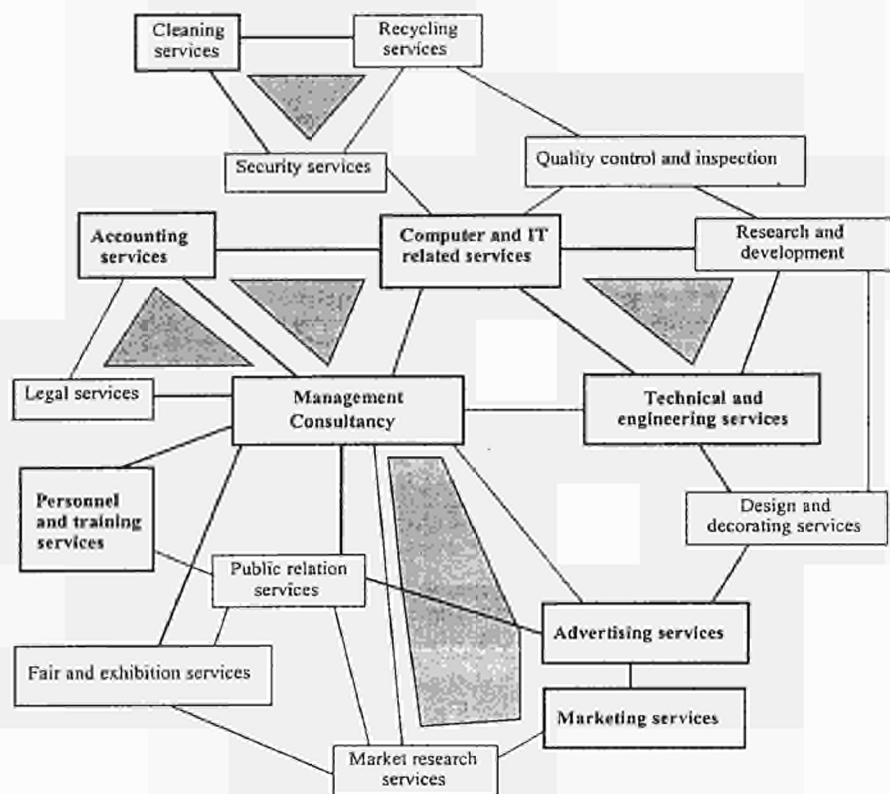 Cleaning
services
Recycling
services
Security services
Quality control and inspection
Accounting
services
Computer and IT
related services
Research and
development
Legal services
Management
Consultancy
Technical and
engineering services
Personnel
and training
services
Design and
decorating services
Public relation
services
Advertising services
Fair and exhibition services
Marketing services
Market research
services